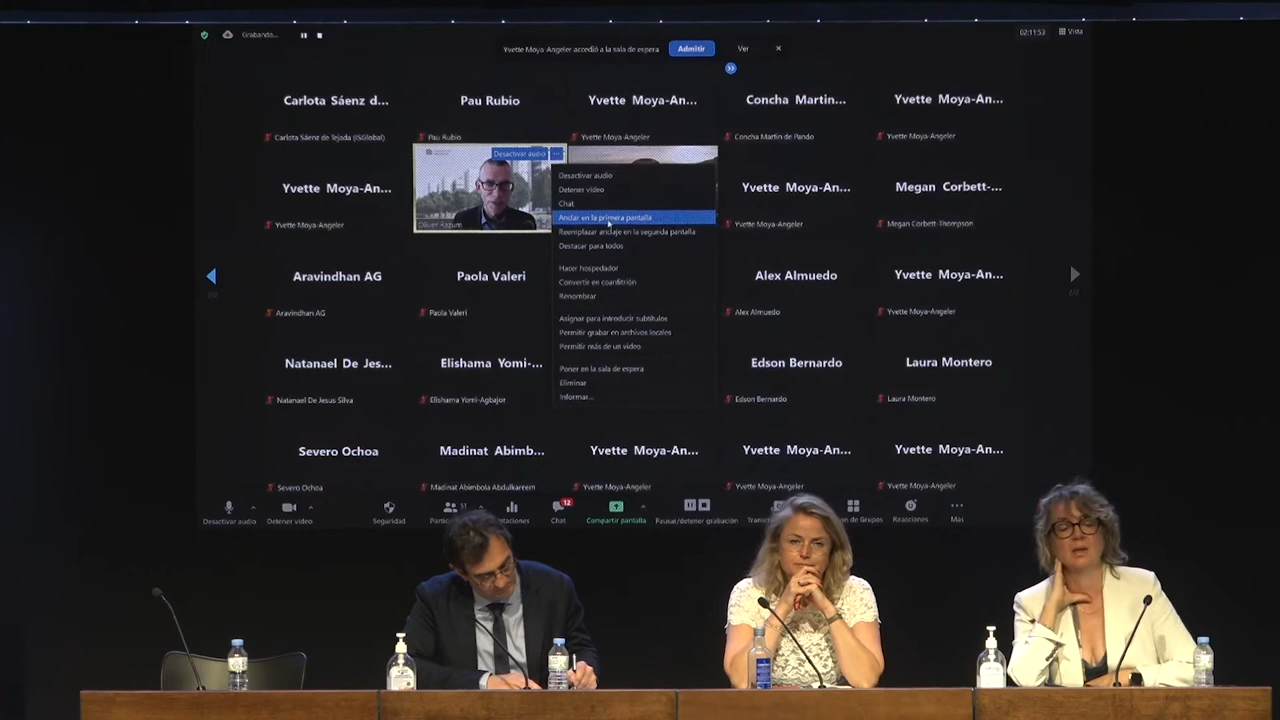 Grabando...
02:11:53
Vista
Yvette Moya-Angeler accedió a la sala de espera
Admitir
Ver
Carlota Sáenz d...
Pau Rubio
Yvette Moya-An...
Concha Martin...
Yvette Moya-An...
Carlota Sáenz de Tejada (ISGlobal)
Pau Rubio
Yvette Moya-Angeler
Concha Martin de Pando
Yvette Moya-Angeler
Desactivar audio
Yvette Moya-An...
Yvette Moya-An...
Megan Corbett-...
Yvette Moya-Angeler
Oliver Razum
Yvette Moya-Angeler
Megan Corbett-Thompson
Desactivar audio
Detener video
Chat
Anclar en la primera pantalla
Reemplazar anclaje en la segunda pantalla
Destacar para todos
Hacer hospedador
Convertir en coanfitrión
Renombrar
Asignar para introducir subtítulos
Permitir grabar en archivos locales
Permitir más de un video
Poner en la sala de espera
Eliminar
Informar...
Aravindhan AG
Paola Valeri
Alex Almuedo
Yvette Moya-An...
Aravindhan AG
Paola Valeri
Alex Almuedo
Yvette Moya-Angeler
Natanael De Jes...
Elishama Yomi-...
Edson Bernardo
Laura Montero
Natanael De Jesus Silva
Elishama Yomi-Agbajor
Edson Bernardo
Laura Montero
Severo Ochoa
Madinat Abimb...
Yvette Moya-An...
Yvette Moya-An...
Yvette Moya-An...
Severo Ochoa
Madinat Abimbola Abdulkareem
Yvette Moya-Angeler
Yvette Moya-Angeler
Yvette Moya-Angeler
12
Desactivar audio
Detener video
Seguridad
Chat
Compartir pantalla
Pausar/detener grabación
Reacciones
Más